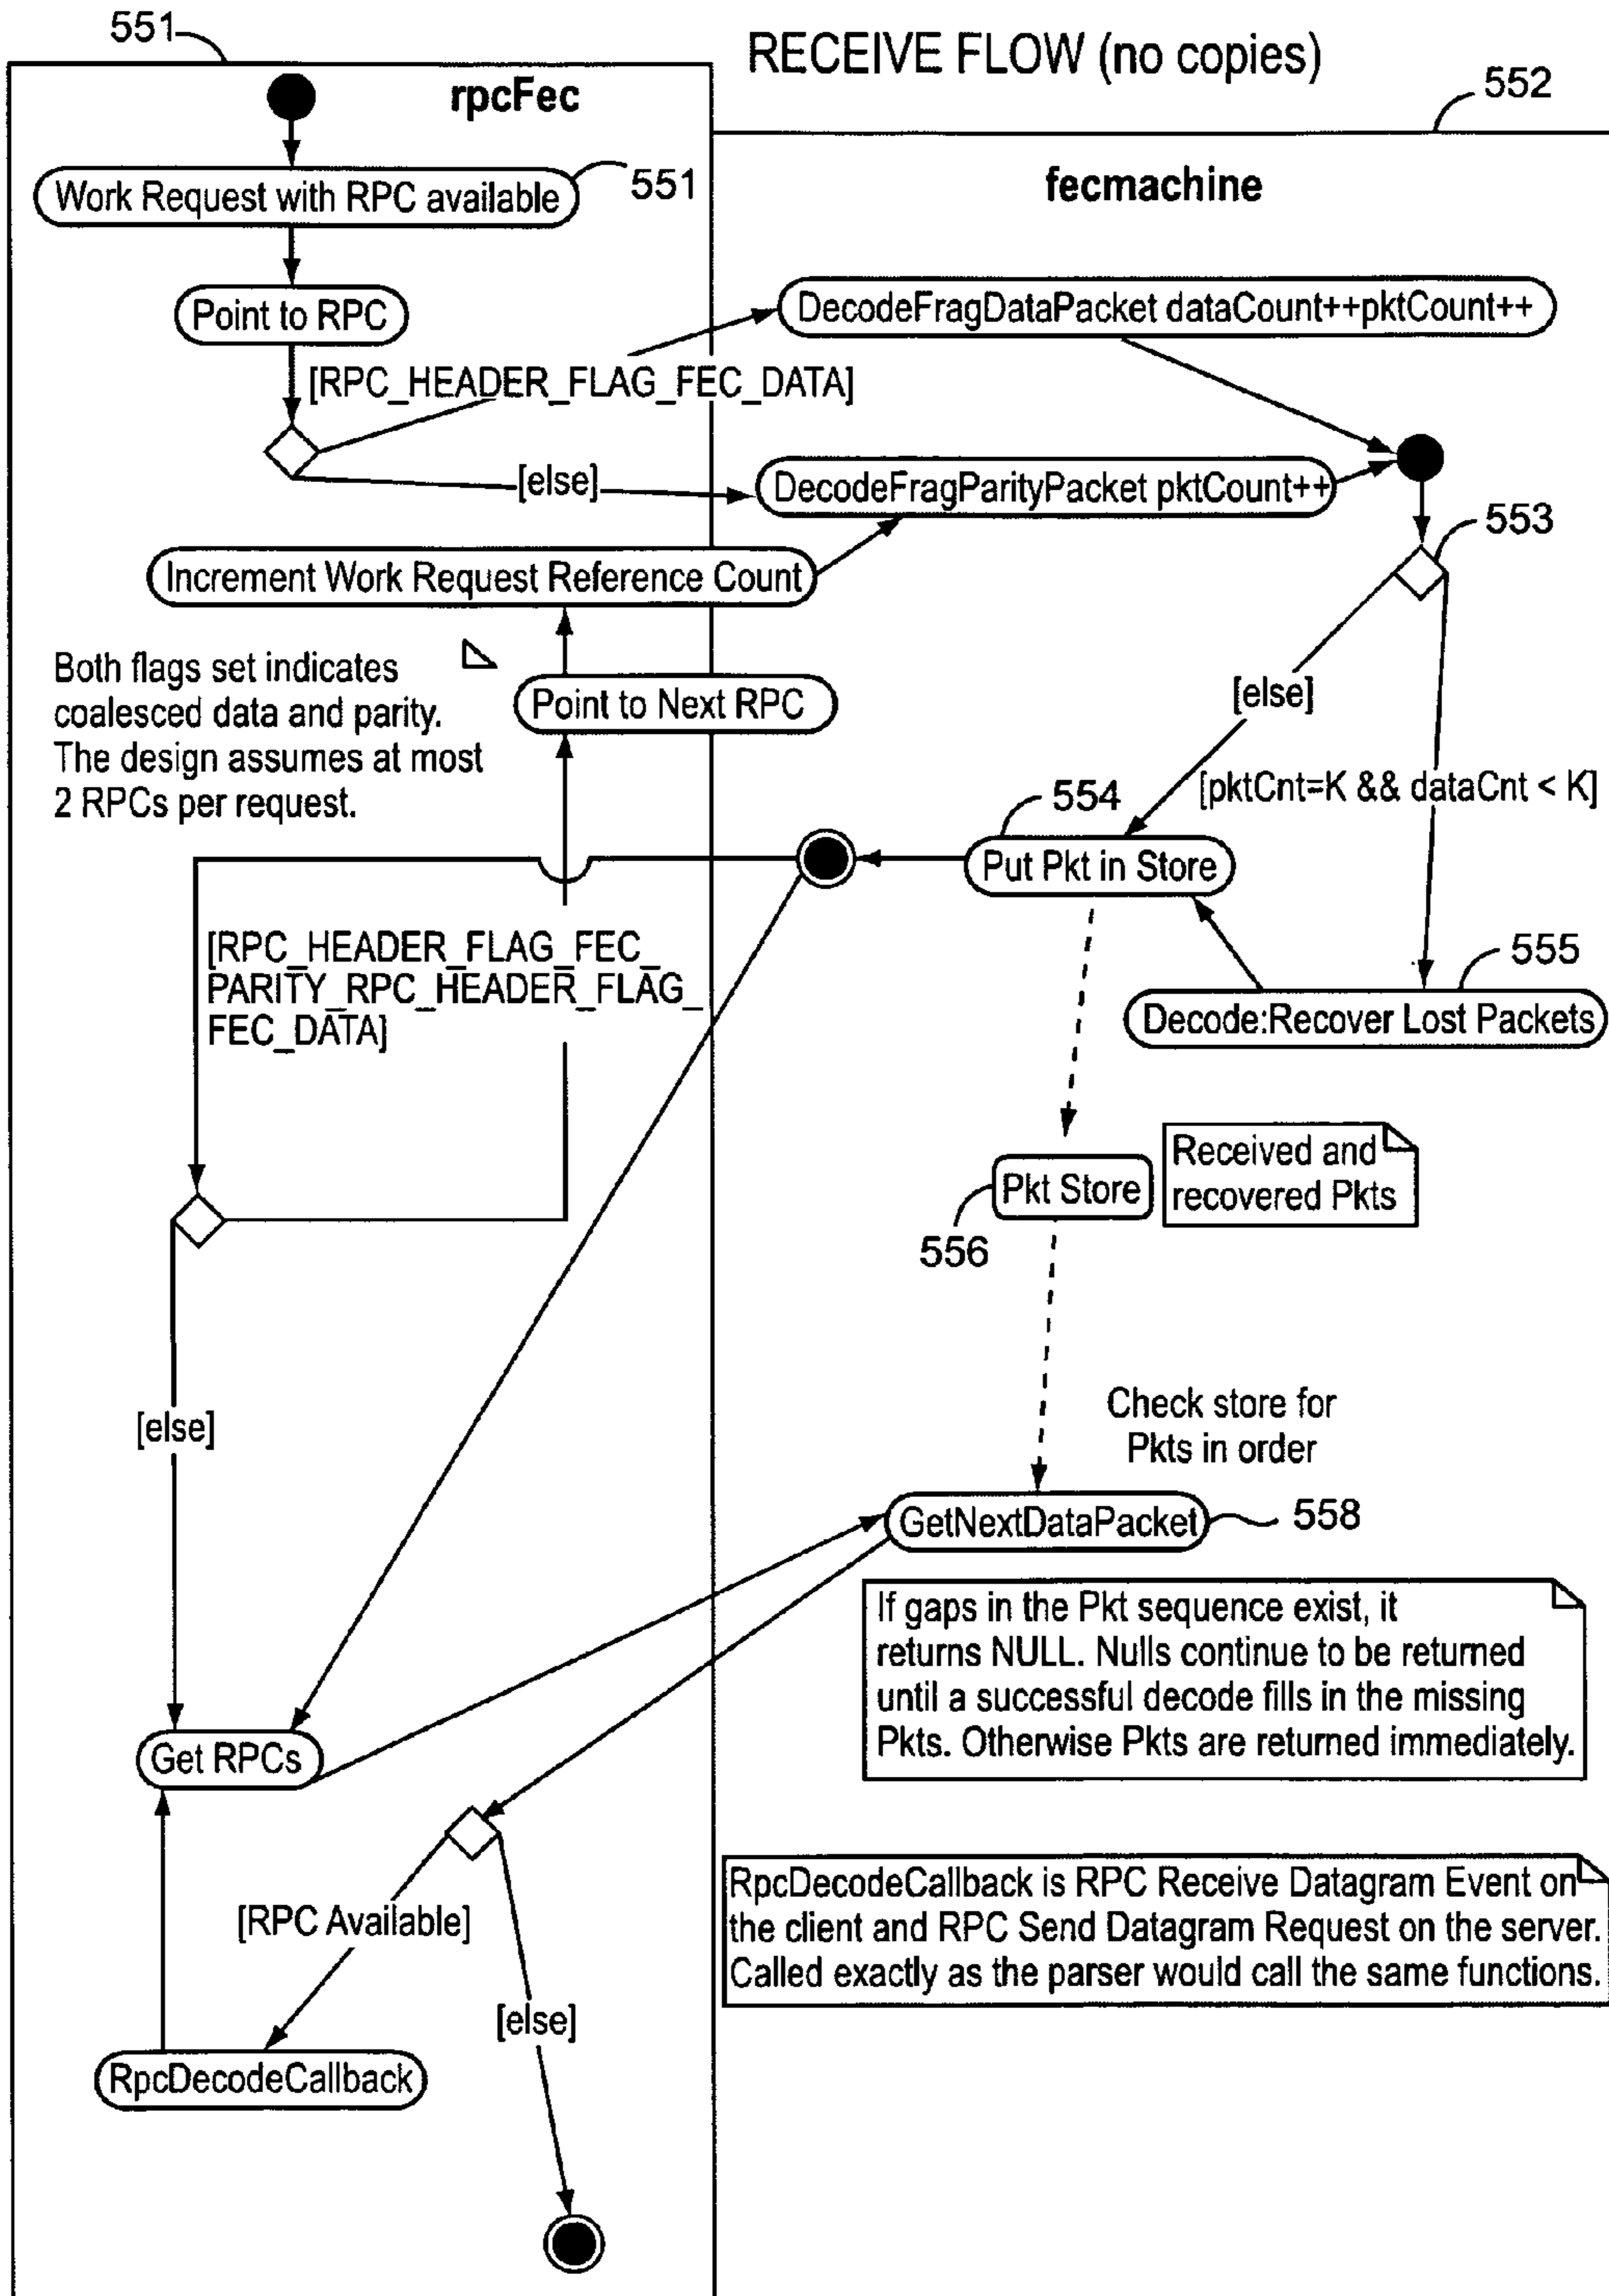 551
RECEIVE FLOW (no copies)
552
rpcFec
fecmachine
Work Request with RPC available
551
Point to RPC
DecodeFragDataPacket dataCount++pktCount++
[RPC_HEADER_FLAG_FEC_DATA]
[else]
DecodeFragParityPacket pktCount++
553
Increment Work Request Reference Count
Both flags set indicates
coalesced data and parity.
The design assumes at most
2 RPCs per request.
Point to Next RPC
[else]
[pktCnt=K && dataCnt < K]
554
Put Pkt in Store
[RPC_HEADER_FLAG_FEC_
PARITY_RPC_HEADER_FLAG_
FEC_DATA]
555
Decode:Recover Lost Packets
Pkt Store
556
Received and
recovered Pkts
[else]
Check store for
Pkts in order
GetNextDataPacket
558
If gaps in the Pkt sequence exist, it
returns NULL. Nulls continue to be returned
until a successful decode fills in the missing
Pkts. Otherwise Pkts are returned immediately.
Get RPCs
[RPC Available]
[else]
RpcDecodeCallback is RPC Receive Datagram Event on
the client and RPC Send Datagram Request on the server.
Called exactly as the parser would call the same functions.
RpcDecodeCallback